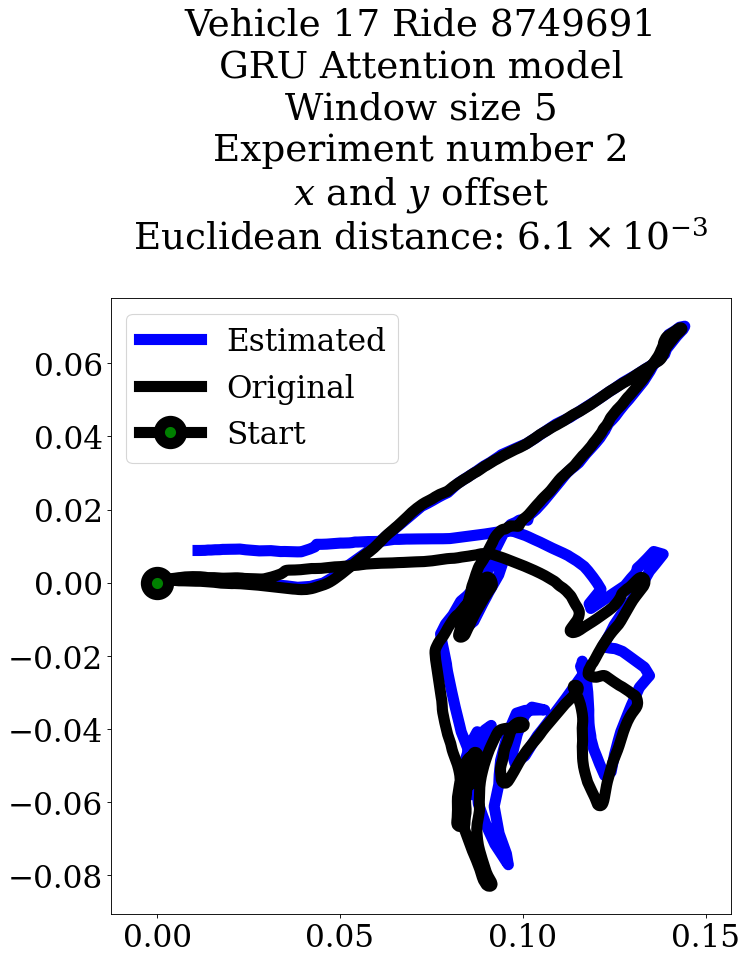 Vehicle 17 Ride 8749691
GRU Attention model
Window size 5
Experiment number 2
x and y offset
Euclidean distance: 6.1 × 10⁻³
Estimated
Original
Start
0.06
0.04
0.02
0.00
−0.02
−0.04
−0.06
−0.08
0.00 0.05 0.10 0.15